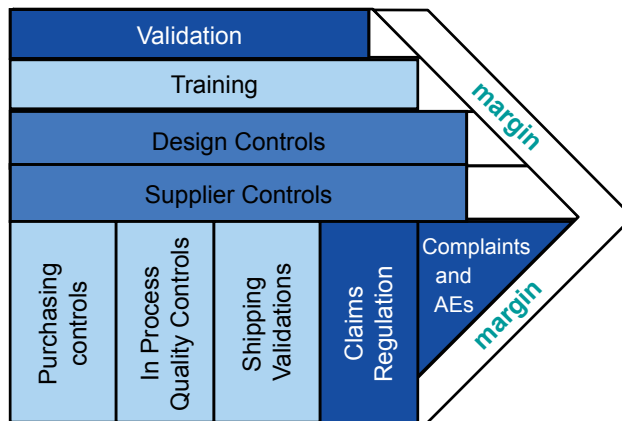 Validation
Training
margin
Design Controls
Supplier Controls
Purchasing
controls
In Process
Quality Controls
Shipping
Validations
Claims
Regulation
Complaints
and
AEs
margin